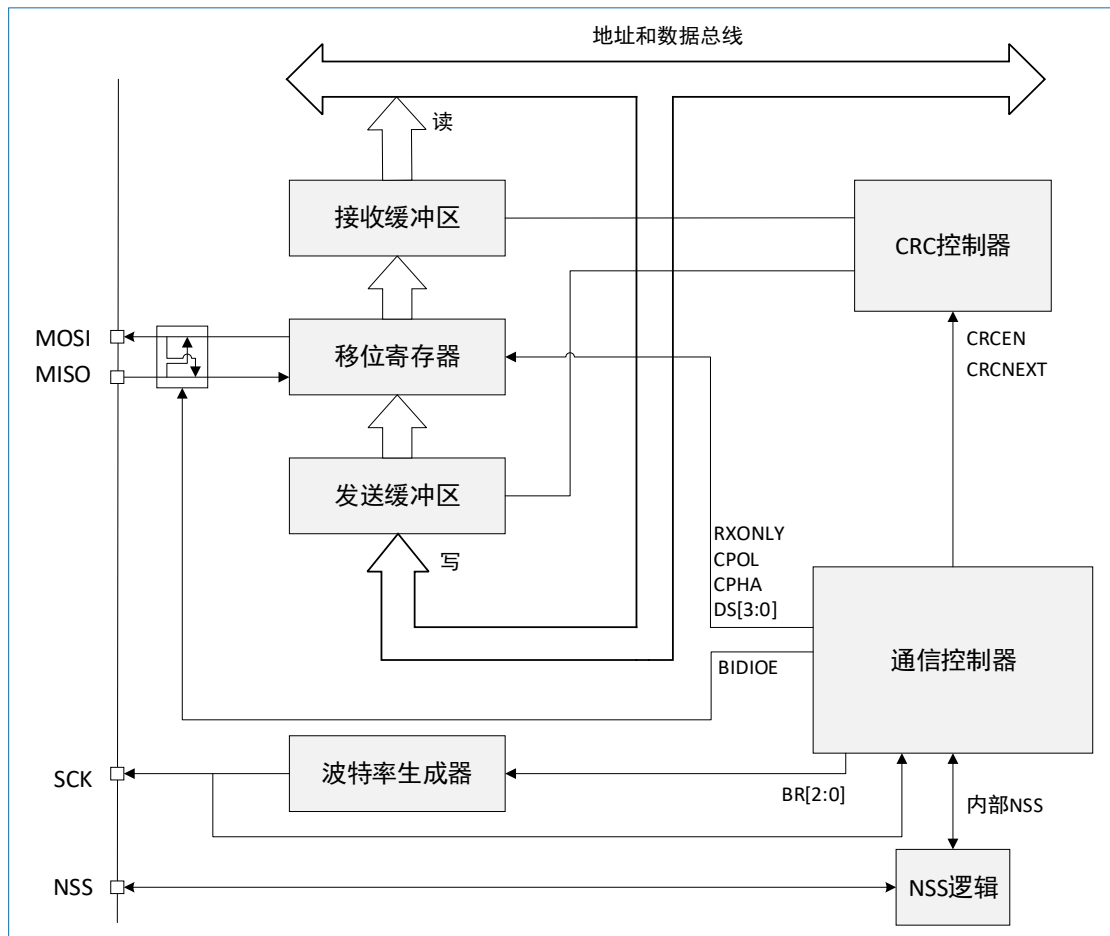 地址和数据总线
读
接收缓冲区
CRC控制器
MOSI
移位寄存器
CRCEN
MISO
CRCNEXT
发送缓冲区
RXONLY
写
CPOL
CPHA
DS[3:0]
通信控制器
BIDIOE
SCK
波特率生成器
BR[2:0]
内部NSS
NSS
NSS逻辑